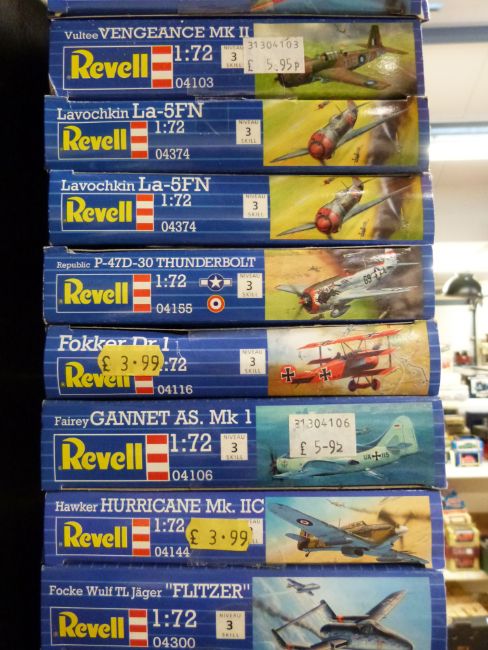 Vultee VENGEANCE MK II
Revell
1:72
NIVEAU
3
SKILL
04103
31304103
£ 5.95p
Lavochkin La-5FN
Revell
1:72
NIVEAU
3
SKILL
04374
Lavochkin La-5FN
Revell
1:72
NIVEAU
3
SKILL
04374
Republic P-47D-30 THUNDERBOLT
Revell
1:72
NIVEAU
3
SKILL
04155
Fokker Dr.I
£ 3.99
Revell
NIVEAU
3
SKILL
04116
Fairey GANNET AS. Mk 1
Revell
1:72
NIVEAU
3
SKILL
04106
31304106
£ 5-92
UA 115
Hawker HURRICANE Mk. IIC
Revell
1:72
£ 3.99
04144
Focke Wulf TL Jäger "FLITZER"
Revell
1:72
NIVEAU
3
SKILL
04300